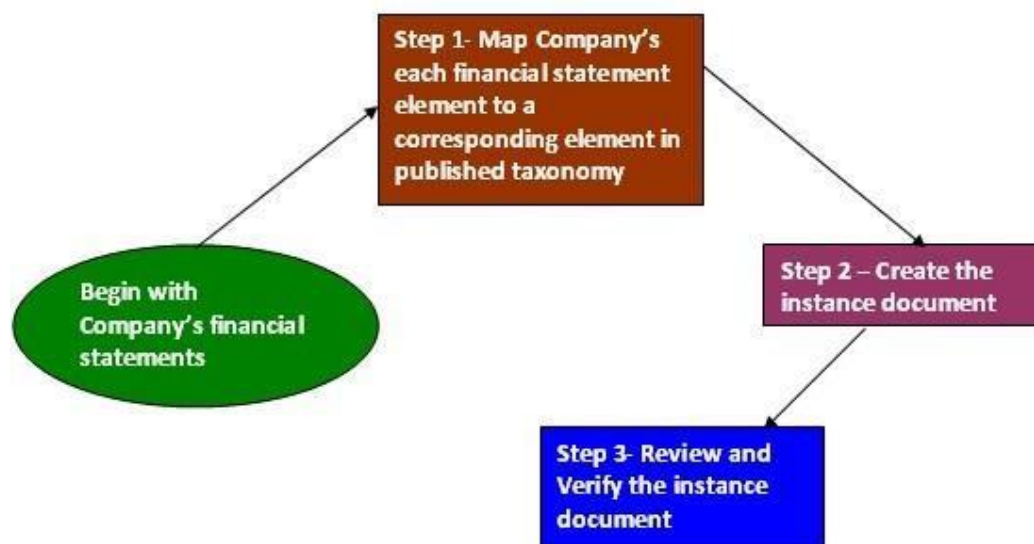 Step 1- Map Company's
each financial statement
element to a
corresponding element in
published taxonomy
Begin with
Company's financial
statements
Step 2 – Create the
instance document
Step 3- Review and
Verify the instance
document